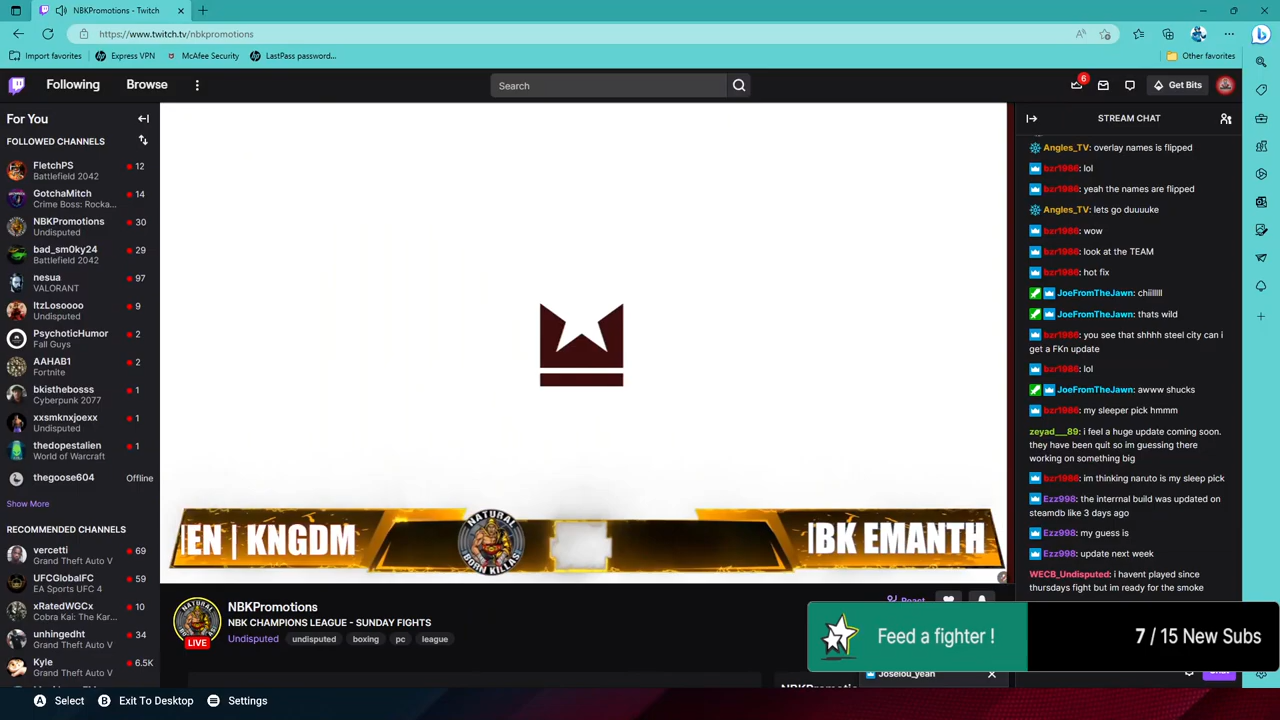 NBKPromotions - Twitch
https://www.twitch.tv/nbkpromotions
Import favorites
Express VPN
McAfee Security
LastPass password...
Other favorites
Following
Browse
Search
6
Get Bits
For You
FOLLOWED CHANNELS
FletchPS 12
Battlefield 2042
GotchaMitch 14
Crime Boss: Rocka...
NBKPromotions 30
Undisputed
bad_sm0ky24 29
Battlefield 2042
nesua 97
VALORANT
ItzLosoooo 9
Undisputed
PsychoticHumor 2
Fall Guys
AAHAB1 2
Fortnite
bkisthebosss 1
Cyberpunk 2077
xxsmknxjoexx 1
Undisputed
thedopestalien 1
World of Warcraft
thegoose604 Offline
Show More
RECOMMENDED CHANNELS
vercetti 69
Grand Theft Auto V
UFCGlobalFC 59
EA Sports UFC 4
xRatedWGCx 10
Cobra Kai: The Kar...
unhingedht 34
Grand Theft Auto V
Kyle 6.5K
Grand Theft Auto V
EN | KNGDM
NATURAL
BORN KILLAS
BK EMANTH
LIVE
NBKPromotions
NBK CHAMPIONS LEAGUE - SUNDAY FIGHTS
Undisputed undisputed boxing pc league
React
STREAM CHAT
Angles_TV: overlay names is flipped
bzr1986: lol
bzr1986: yeah the names are flipped
Angles_TV: lets go duuuuke
bzr1986: wow
bzr1986: look at the TEAM
bzr1986: hot fix
JoeFromTheJawn: chiilllll
JoeFromTheJawn: thats wild
bzr1986: you see that shhhh steel city can i
get a FKn update
bzr1986: lol
JoeFromTheJawn: awww shucks
bzr1986: my sleeper pick hmmm
zeyad___89: i feel a huge update coming soon.
they have been quit so im guessing there
working on something big
bzr1986: im thinking naruto is my sleep pick
Ezz998: the interrnal build was updated on
steamdb like 3 days ago
Ezz998: my guess is
Ezz998: update next week
WECB_Undisputed: i havent played since
thursdays fight but im ready for the smoke
Feed a fighter !
7 / 15 New Subs
Joselou_yeah
A Select
B Exit To Desktop
Settings